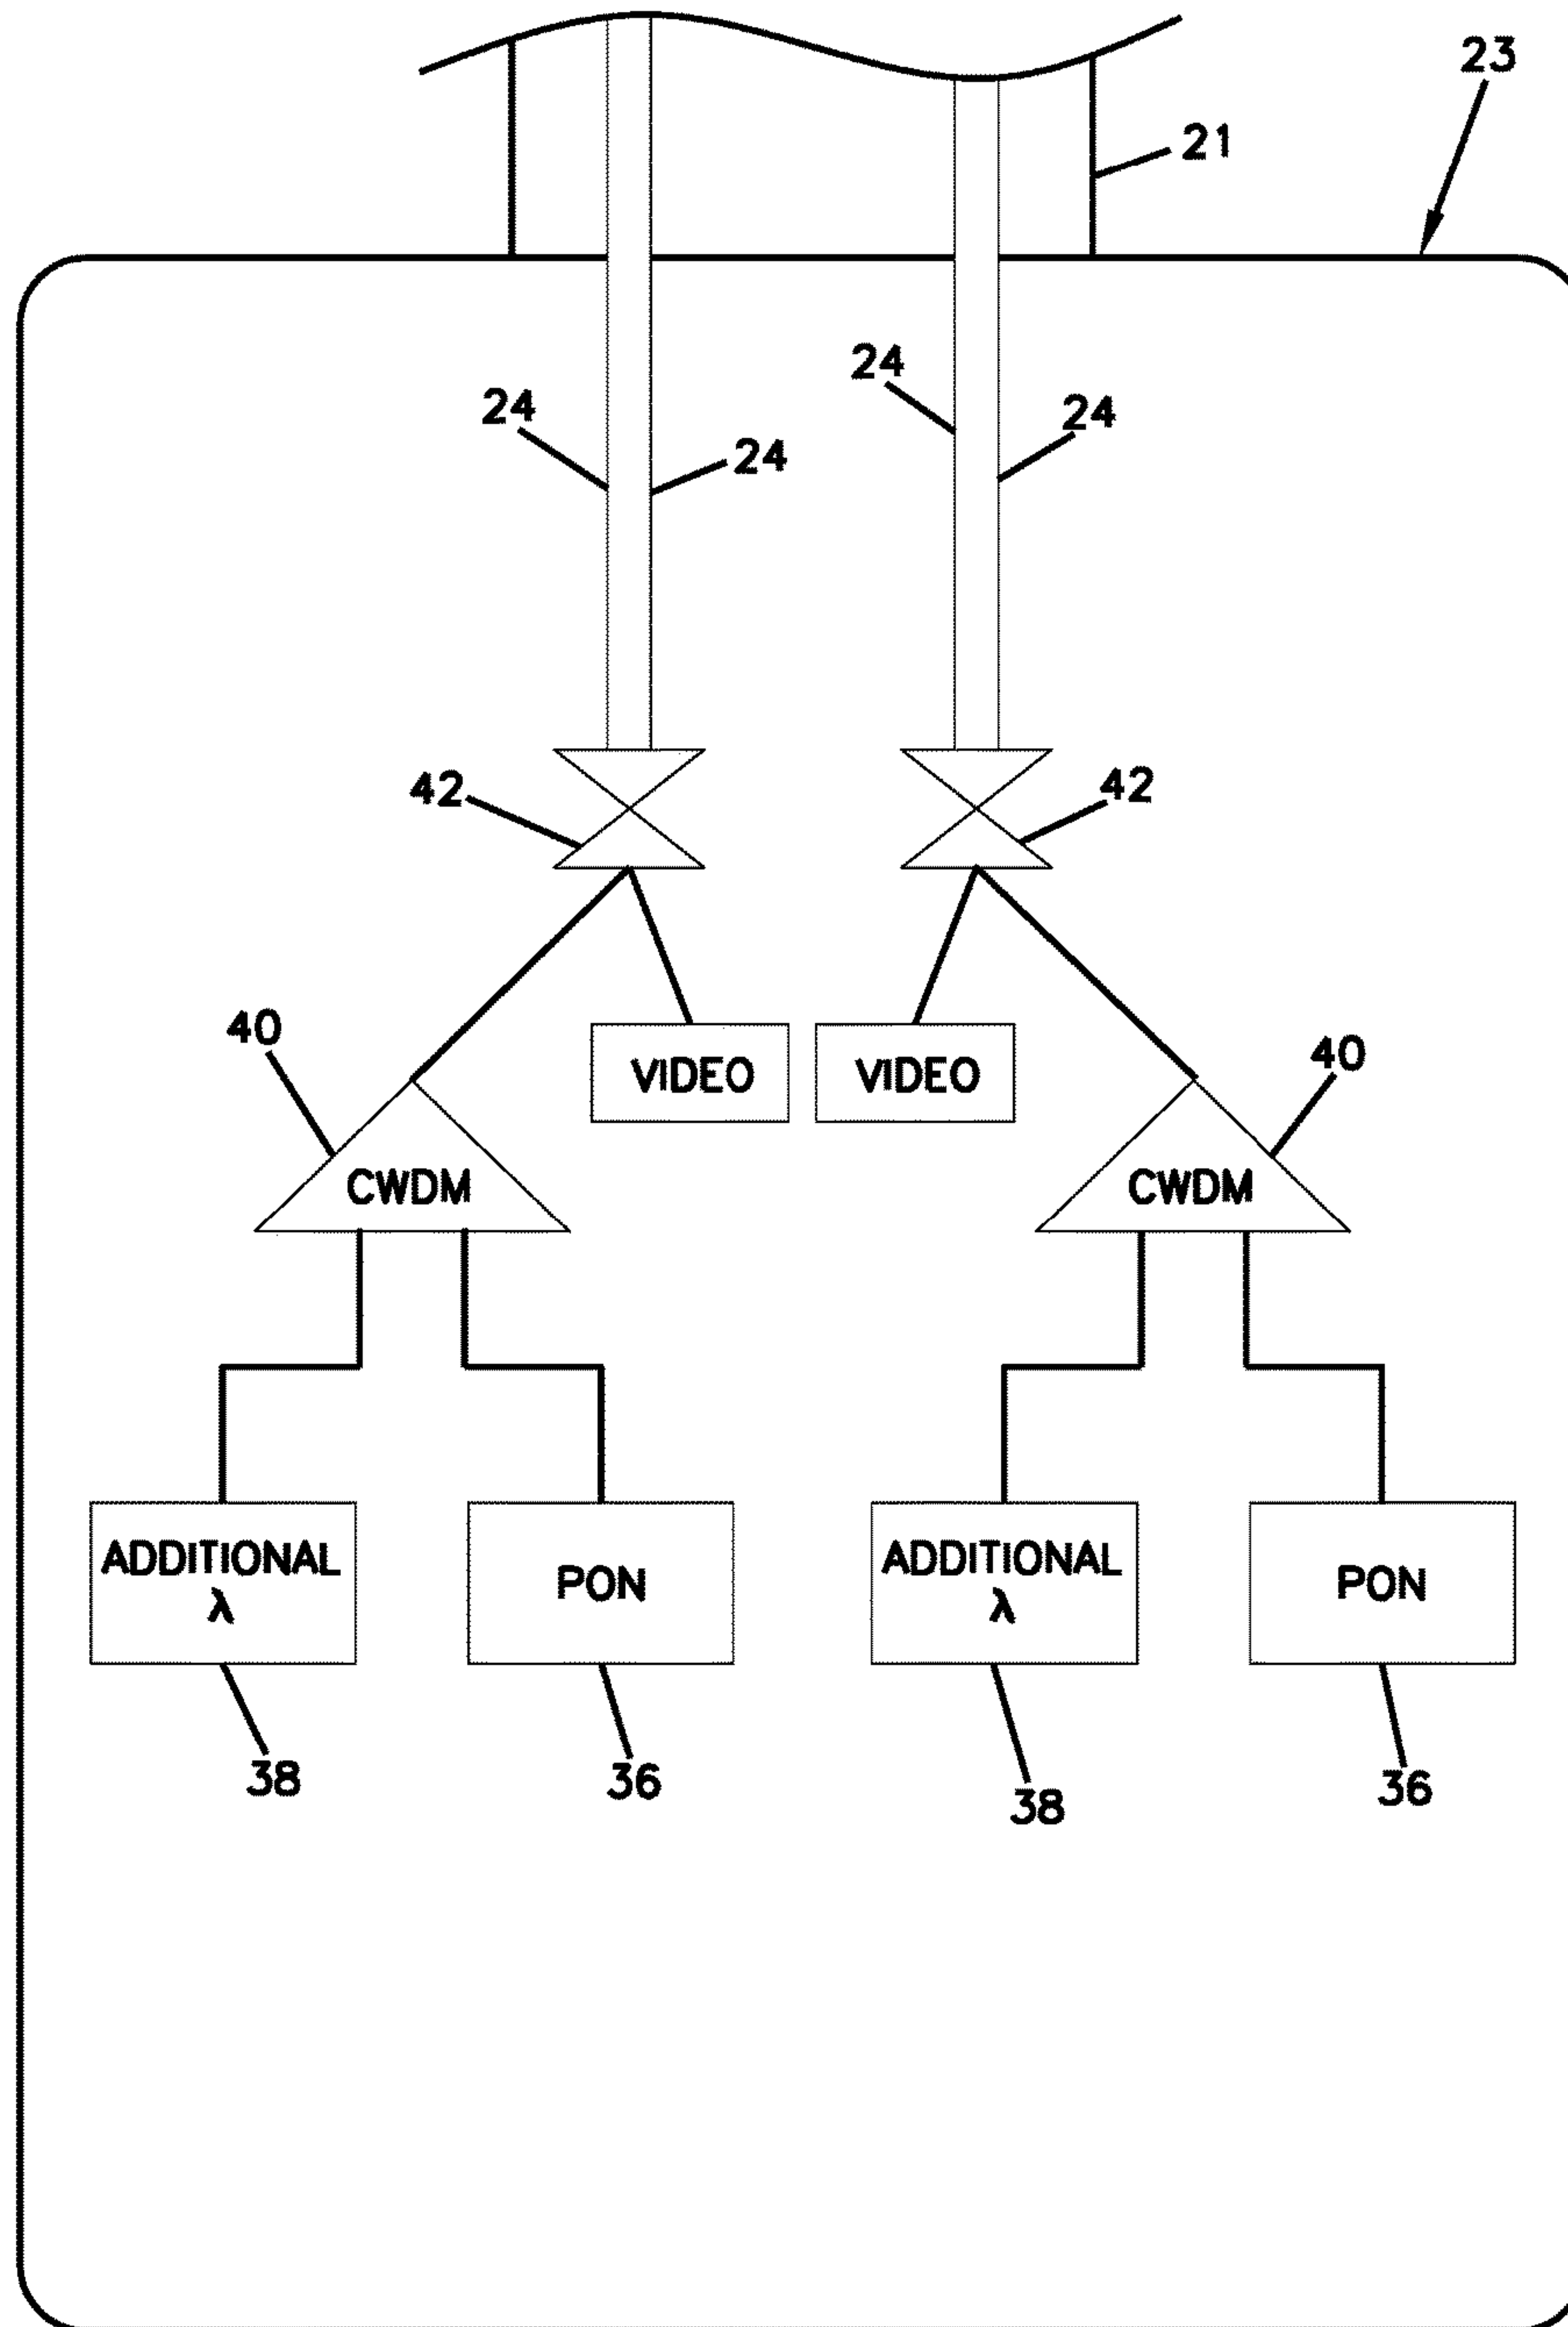 23
21
24
24
24
24
42
42
40
VIDEO
VIDEO
40
CWDM
CWDM
ADDITIONAL
λ
PON
ADDITIONAL
λ
PON
38
36
38
36